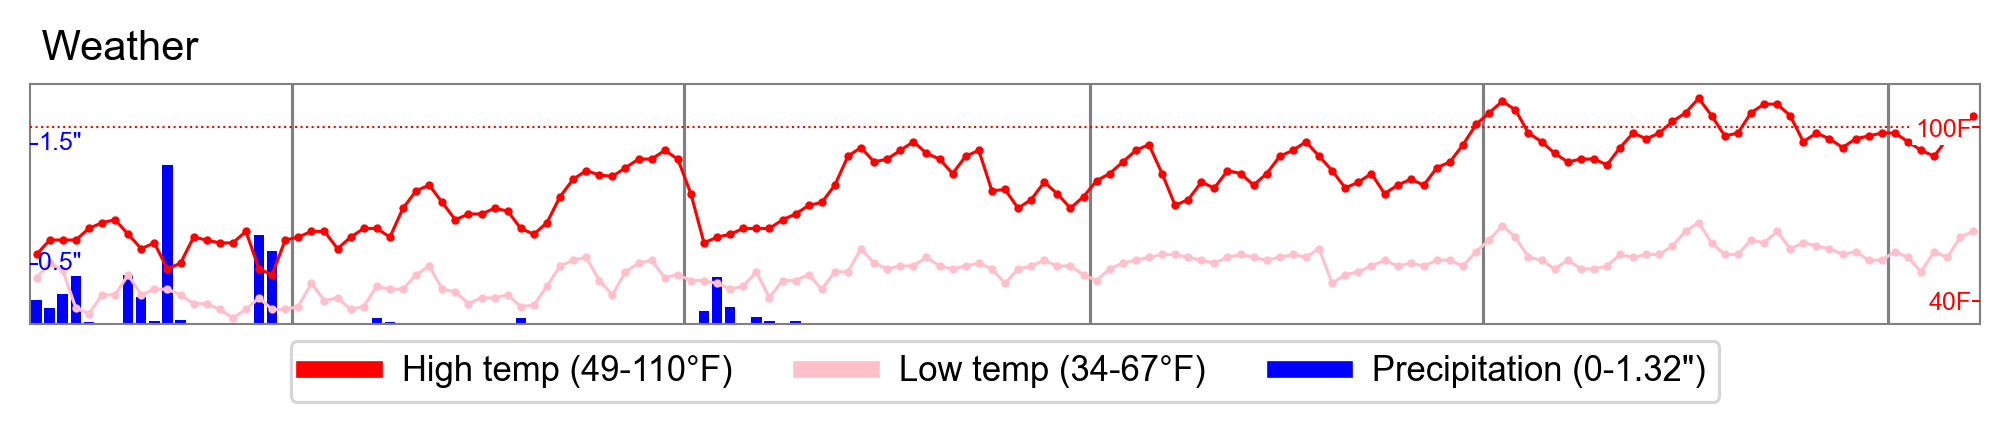 Weather
1.5"
100F
0.5"
40F
High temp (49-110°F) Low temp (34-67°F) Precipitation (0-1.32")